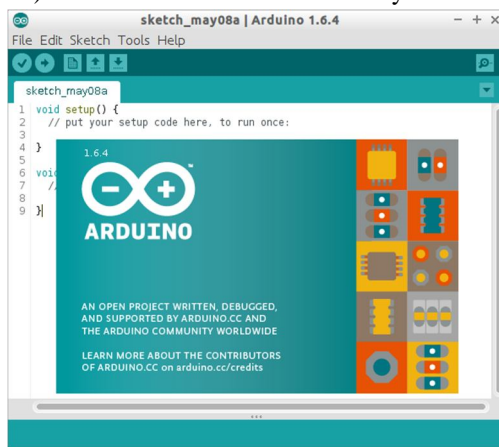 sketch_may08a | Arduino 1.6.4
File Edit Sketch Tools Help
sketch_may08a
1 void setup() {
2 // put your setup code here, to run once:
3
4 }
5
6 voi
7 //
8
9 }
1.6.4
ARDUINO
AN OPEN PROJECT WRITTEN, DEBUGGED,
AND SUPPORTED BY ARDUINO.CC AND
THE ARDUINO COMMUNITY WORLDWIDE
LEARN MORE ABOUT THE CONTRIBUTORS
OF ARDUINO.CC on arduino.cc/credits